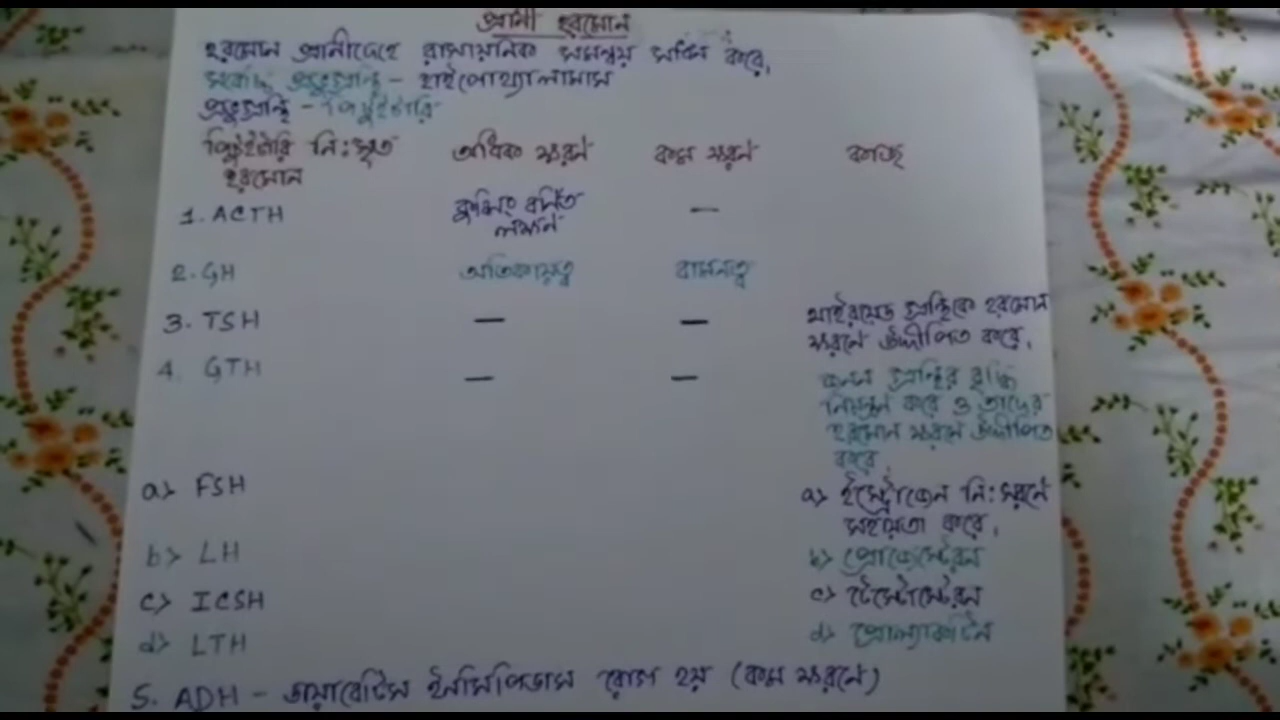 প্রাণী হরমোন
হরমোন প্রাণীদেহে রাসায়নিক সমন্বয় সাধন করে,
সর্বোচ্চ প্রভুগ্রন্থি - হাইপোথ্যালামাস
প্রভুগ্রন্থি - পিটুইটারি
পিটুইটারি নিঃসৃত হরমোন অধিক ক্ষরণ কম ক্ষরণ কাজ
1. ACTH কুশিং বর্ণিত লক্ষণ —
2. GH অতিকায়ত্ব বামনত্ব
3. TSH — — থাইরয়েড গ্রন্থিকে হরমোন
ক্ষরণে উদ্দীপিত করে,
4. GTH — — জনন গ্রন্থির বৃদ্ধি
নিয়ন্ত্রণ করে ও তাদের
হরমোন ক্ষরণে উদ্দীপিত
করে,
a> FSH a> ইস্ট্রোজেন নিঃসরণে
সহায়তা করে,
b> LH b> প্রোজেস্টেরন
c> ICSH c> টেস্টোস্টেরন
d> LTH d> প্রোল্যাকটিন
5. ADH - ডায়াবেটিস ইনসিপিডাস রোগ হয় (কম ক্ষরণে)